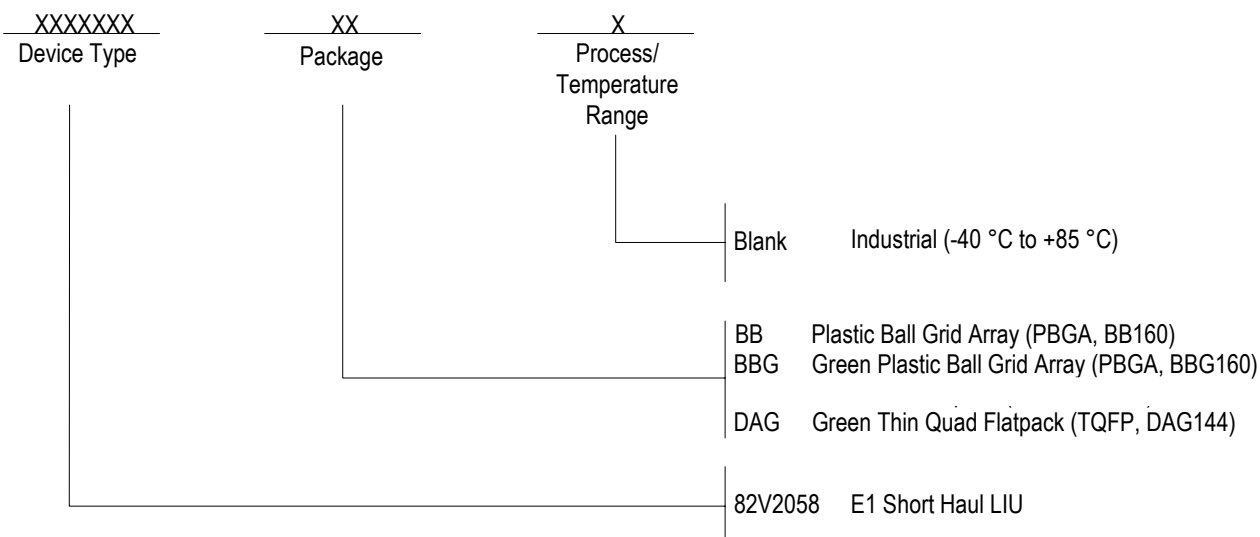 XXXXXXX XX X
Device Type Package Process/
Temperature
Range
Blank Industrial (-40 °C to +85 °C)
BB Plastic Ball Grid Array (PBGA, BB160)
BBG Green Plastic Ball Grid Array (PBGA, BBG160)
DAG Green Thin Quad Flatpack (TQFP, DAG144)
82V2058 E1 Short Haul LIU